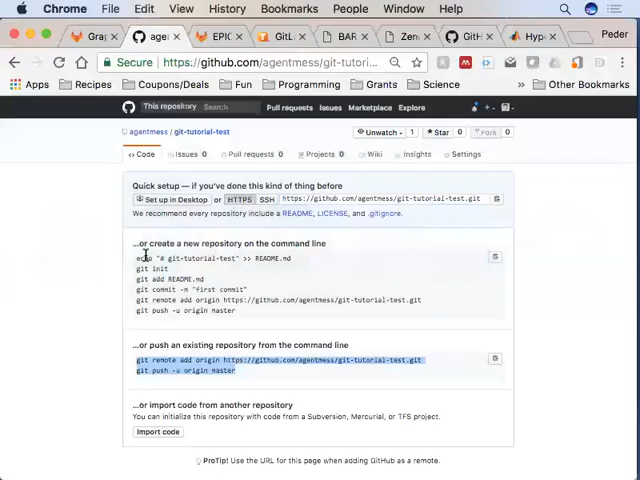 Chrome File Edit View History Bookmarks People Window Help
Grap agen EPIC GitL BAR Zenu GitH Hyp Peder
Secure https://github.com/agentmess/git-tutori...
Apps Recipes Coupons Fun Programming Grants Science Other Bookmarks
This repository Search Pull requests Issues Marketplace Explore
agentmess / git-tutorial-test Unwatch 1 Star 0 Fork 0
Code Issues 0 Pull requests 0 Projects 0 Wiki Insights Settings
Quick setup — if you've done this kind of thing before
Set up in Desktop or HTTPS SSH https://github.com/agentmess/git-tutorial-test.git
We recommend every repository include a README, LICENSE, and .gitignore.
...or create a new repository on the command line
echo "# git-tutorial-test" >> README.md
git init
git add README.md
git commit -m "first commit"
git remote add origin https://github.com/agentmess/git-tutorial-test.git
git push -u origin master
...or push an existing repository from the command line
git remote add origin https://github.com/agentmess/git-tutorial-test.git
git push -u origin master
...or import code from another repository
You can initialize this repository with code from a Subversion, Mercurial, or TFS project.
Import code
ProTip! Use the URL for this page when adding GitHub as a remote.